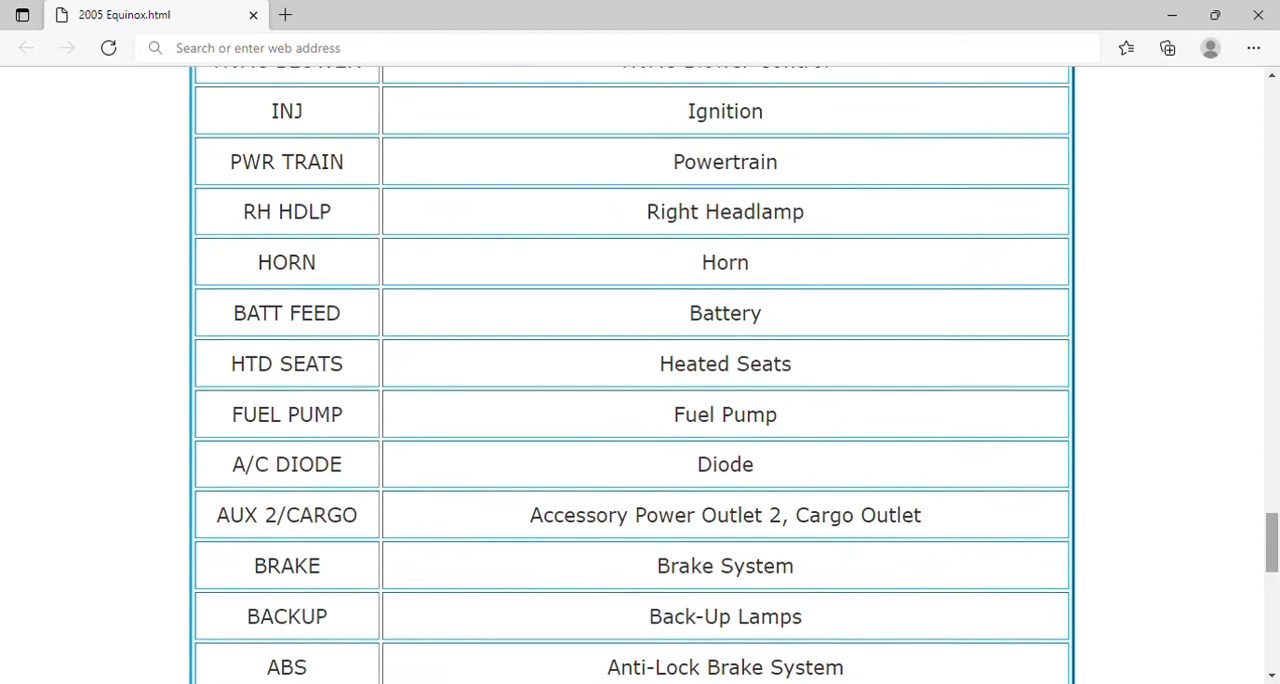 2005 Equinox.html
Search or enter web address
INJ Ignition
PWR TRAIN Powertrain
RH HDLP Right Headlamp
HORN Horn
BATT FEED Battery
HTD SEATS Heated Seats
FUEL PUMP Fuel Pump
A/C DIODE Diode
AUX 2/CARGO Accessory Power Outlet 2, Cargo Outlet
BRAKE Brake System
BACKUP Back-Up Lamps
ABS Anti-Lock Brake System